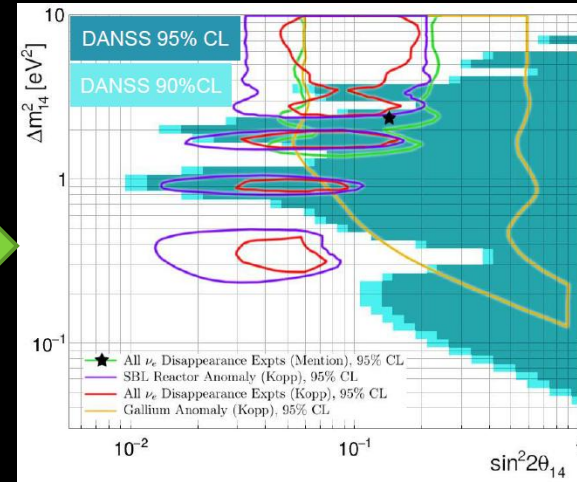 10
DANSS 95% CL
DANSS 90%CL
Δm²₁₄ [eV²]
1
10⁻¹
All νₑ Disappearance Expts (Mention), 95% CL
SBL Reactor Anomaly (Kopp), 95% CL
All νₑ Disappearance Expts (Kopp), 95% CL
Gallium Anomaly (Kopp), 95% CL
10⁻² 10⁻¹
sin²2θ₁₄